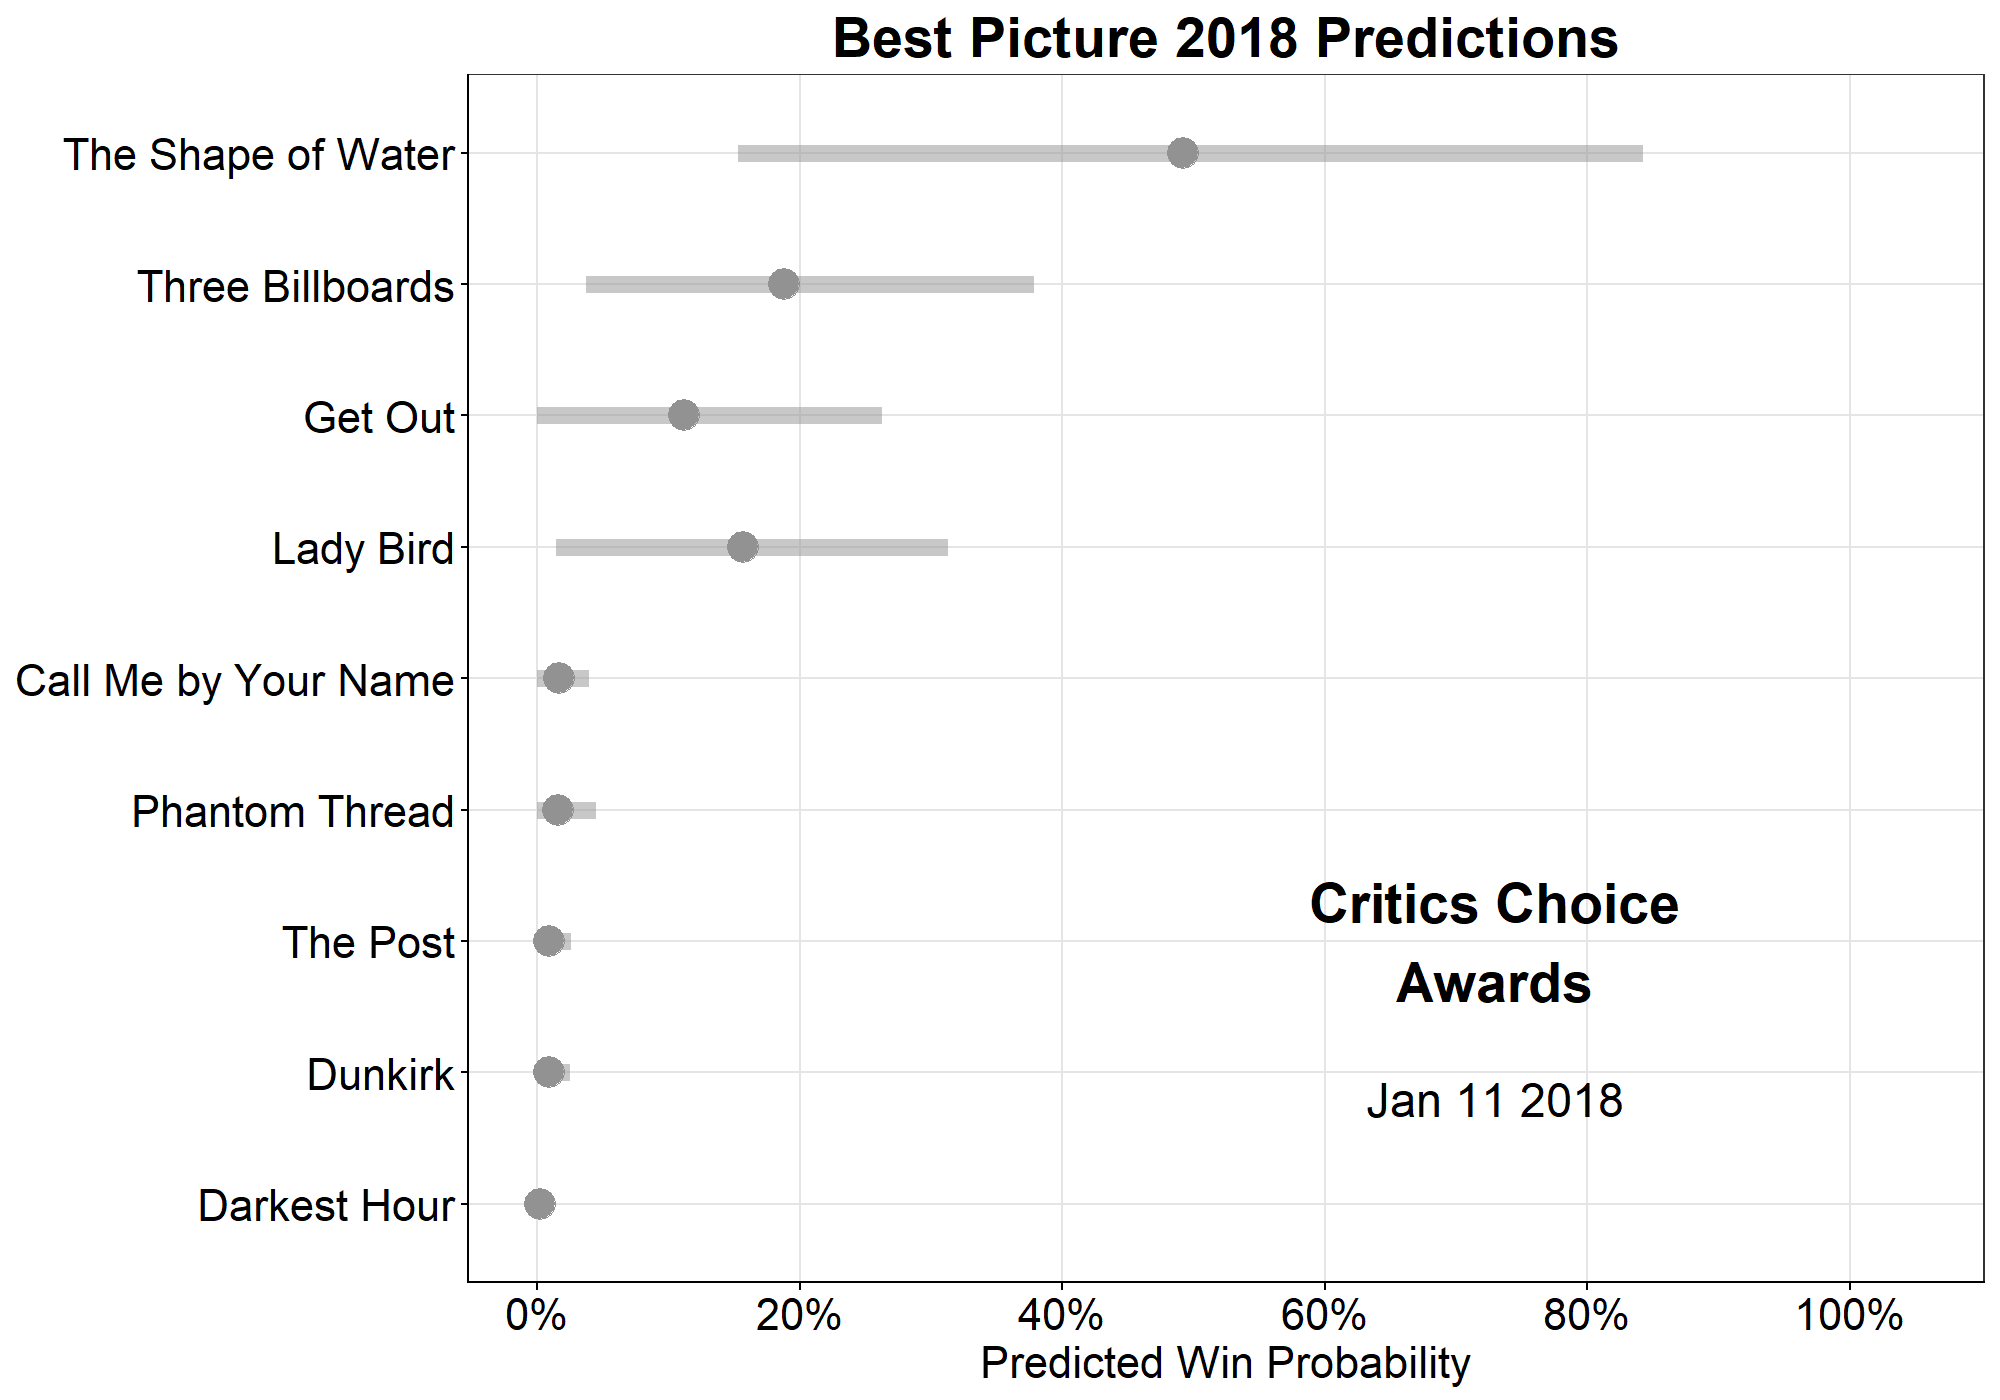 Best Picture 2018 Predictions
The Shape of Water
Three Billboards
Get Out
Lady Bird
Call Me by Your Name
Phantom Thread
The Post
Dunkirk
Darkest Hour
Critics Choice
Awards
Jan 11 2018
0% 20% 40% 60% 80% 100%
Predicted Win Probability